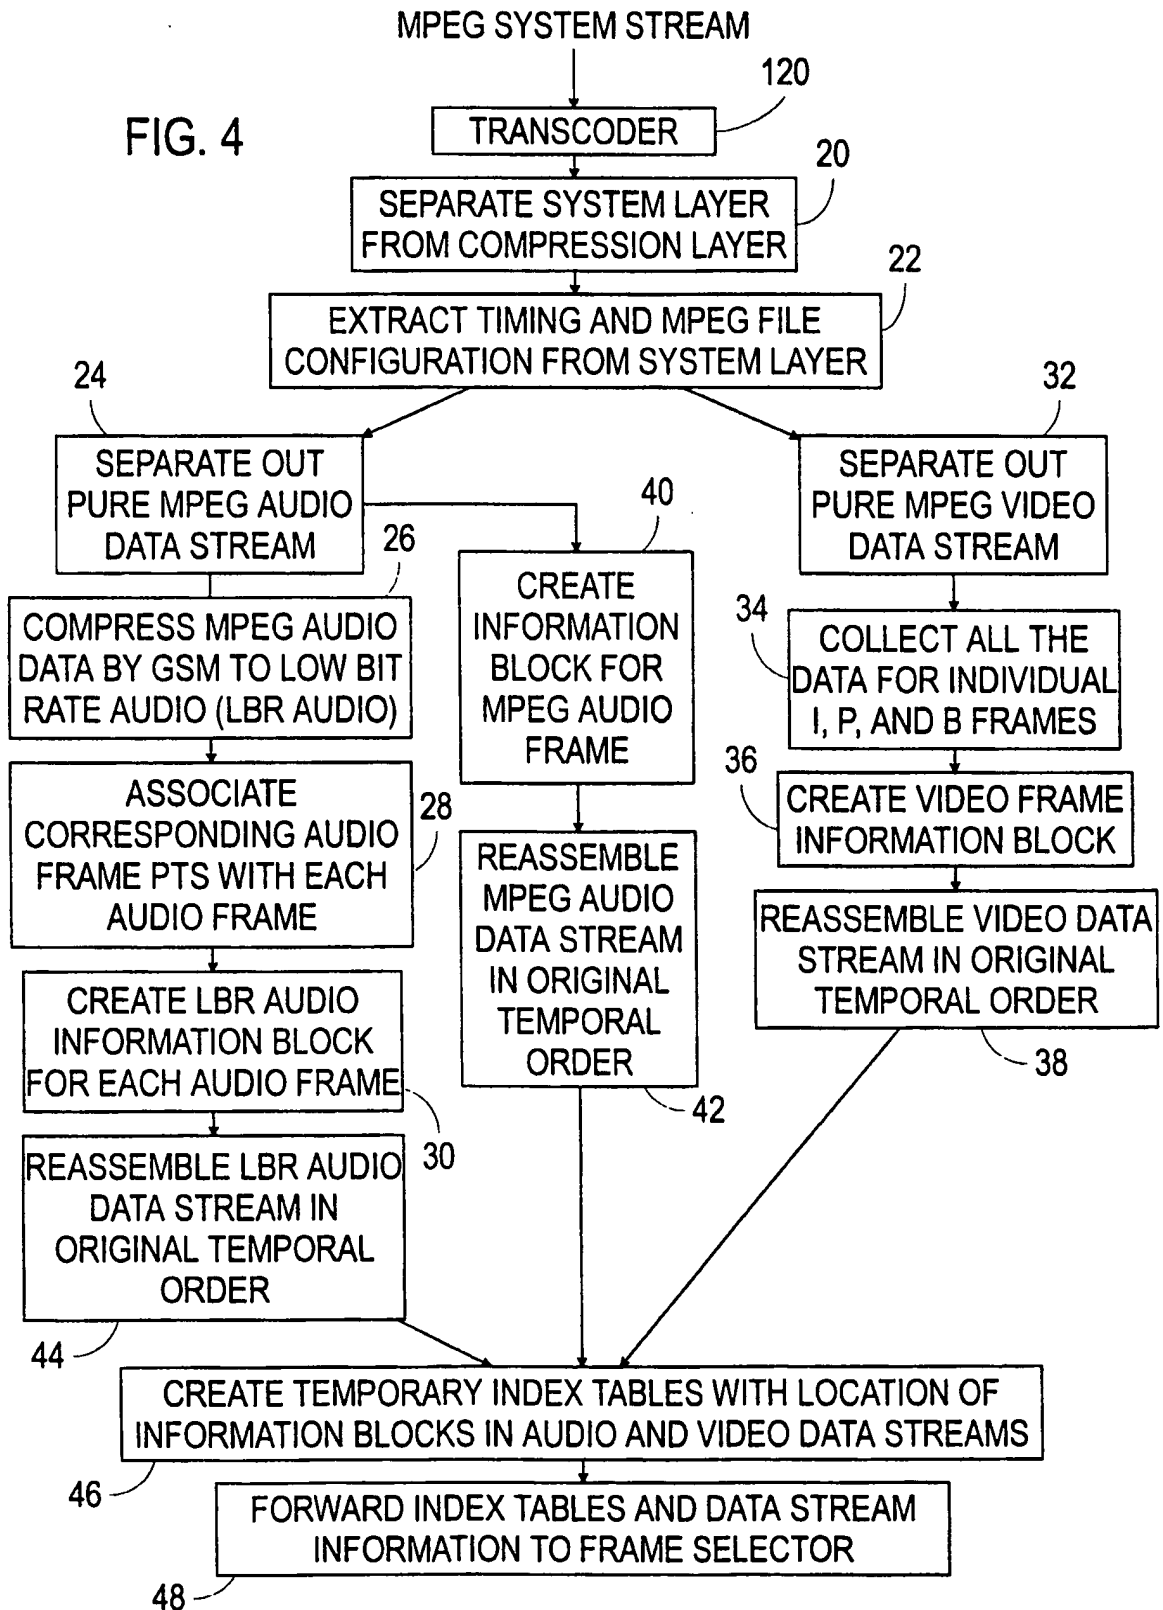 MPEG SYSTEM STREAM
120
FIG. 4
TRANSCODER
20
SEPARATE SYSTEM LAYER
FROM COMPRESSION LAYER
22
EXTRACT TIMING AND MPEG FILE
CONFIGURATION FROM SYSTEM LAYER
24
SEPARATE OUT
PURE MPEG AUDIO
DATA STREAM
26
COMPRESS MPEG AUDIO
DATA BY GSM TO LOW BIT
RATE AUDIO (LBR AUDIO)
ASSOCIATE
CORRESPONDING AUDIO
FRAME PTS WITH EACH
AUDIO FRAME
28
CREATE LBR AUDIO
INFORMATION BLOCK
FOR EACH AUDIO FRAME
30
REASSEMBLE LBR AUDIO
DATA STREAM IN
ORIGINAL TEMPORAL
ORDER
44
40
CREATE
INFORMATION
BLOCK FOR
MPEG AUDIO
FRAME
REASSEMBLE
MPEG AUDIO
DATA STREAM
IN ORIGINAL
TEMPORAL
ORDER
42
32
SEPARATE OUT
PURE MPEG VIDEO
DATA STREAM
34
COLLECT ALL THE
DATA FOR INDIVIDUAL
I, P, AND B FRAMES
36
CREATE VIDEO FRAME
INFORMATION BLOCK
REASSEMBLE VIDEO DATA
STREAM IN ORIGINAL
TEMPORAL ORDER
38
CREATE TEMPORARY INDEX TABLES WITH LOCATION OF
INFORMATION BLOCKS IN AUDIO AND VIDEO DATA STREAMS
46
FORWARD INDEX TABLES AND DATA STREAM
INFORMATION TO FRAME SELECTOR
48